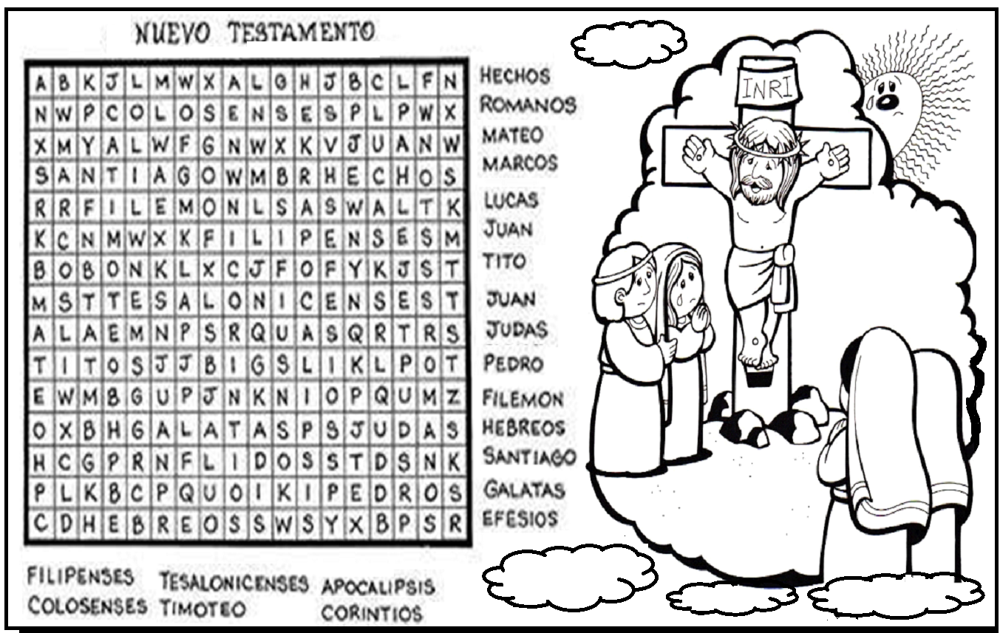 NUEVO TESTAMENTO
A B K J L M W X A L G H J B C L F N
N W P C O L O S E N S E S P L P W X
X M Y A L W F G N W X K V J U A N W
S A N T I A G O W M B R H E C H O S
R R F I L E M O N L S A S W A L T K
K C N M W X K F I L I P E N S E S M
B O B O N K L X C J F O F Y K J S T
M S T T E S A L O N I C E N S E S T
A L A E M N P S R Q U A S Q R T R S
T I T O S J J B I G S L I K L P O T
E W M B G U P J N K N I O P Q U M Z
O X B H G A L A T A S P S J U D A S
H C G P R N F L I D O S S T D S N K
P L K B C P Q U O I K I P E D R O S
C D H E B R E O S S W S Y X B P S R
HECHOS
ROMANOS
MATEO
MARCOS
LUCAS
JUAN
TITO
JUAN
JUDAS
PEDRO
FILEMON
HEBREOS
SANTIAGO
GALATAS
EFESIOS
FILIPENSES TESALONICENSES APOCALIPSIS
COLOSENSES TIMOTEO CORINTIOS
INRI